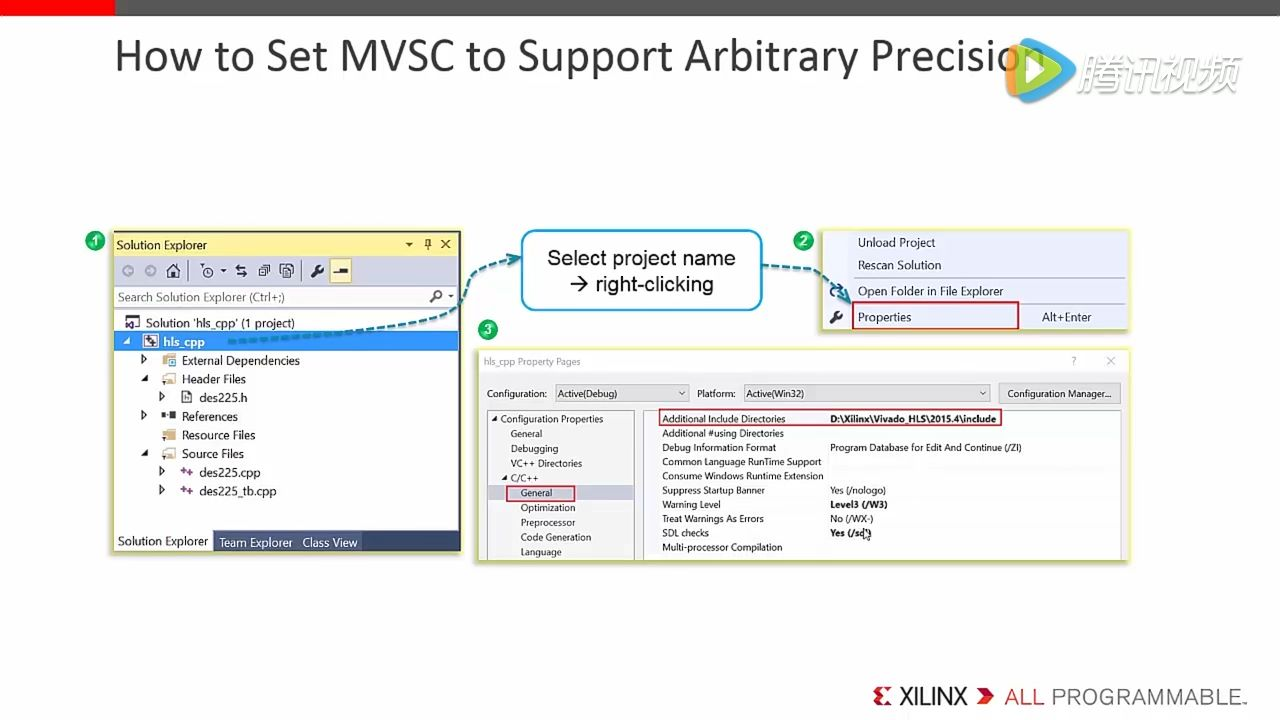 How to Set MVSC to Support Arbitrary Precision
腾讯视频
1
Solution Explorer
Search Solution Explorer (Ctrl+;)
Solution 'hls_cpp' (1 project)
hls_cpp
External Dependencies
Header Files
des225.h
References
Resource Files
Source Files
des225.cpp
des225_tb.cpp
Solution Explorer Team Explorer Class View
Select project name
→ right-clicking
2
Unload Project
Rescan Solution
Open Folder in File Explorer
Properties Alt+Enter
3
hls_cpp Property Pages ?
Configuration: Active(Debug) Platform: Active(Win32) Configuration Manager...
Configuration Properties
General
Debugging
VC++ Directories
C/C++
General
Optimization
Preprocessor
Code Generation
Language
Additional Include Directories D:\Xilinx\Vivado_HLS\2015.4\include
Additional #using Directories
Debug Information Format Program Database for Edit And Continue (/ZI)
Common Language RunTime Support
Consume Windows Runtime Extension
Suppress Startup Banner Yes (/nologo)
Warning Level Level3 (/W3)
Treat Warnings As Errors No (/WX-)
SDL checks Yes (/sdl)
Multi-processor Compilation
XILINX ALL PROGRAMMABLE™